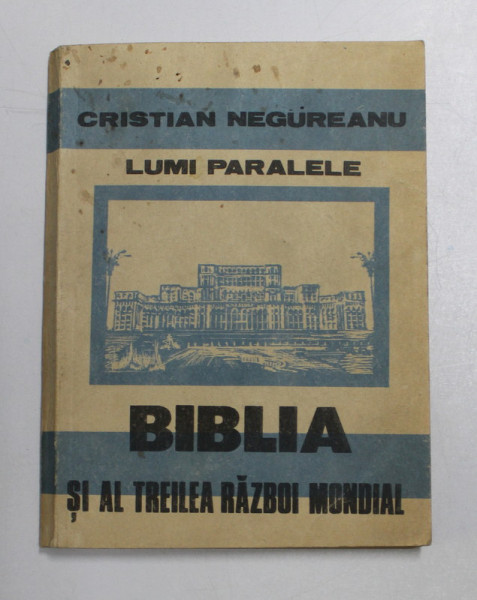 CRISTIAN NEGUREANU
LUMI PARALELE
BIBLIA
ȘI AL TREILEA RĂZBOI MONDIAL